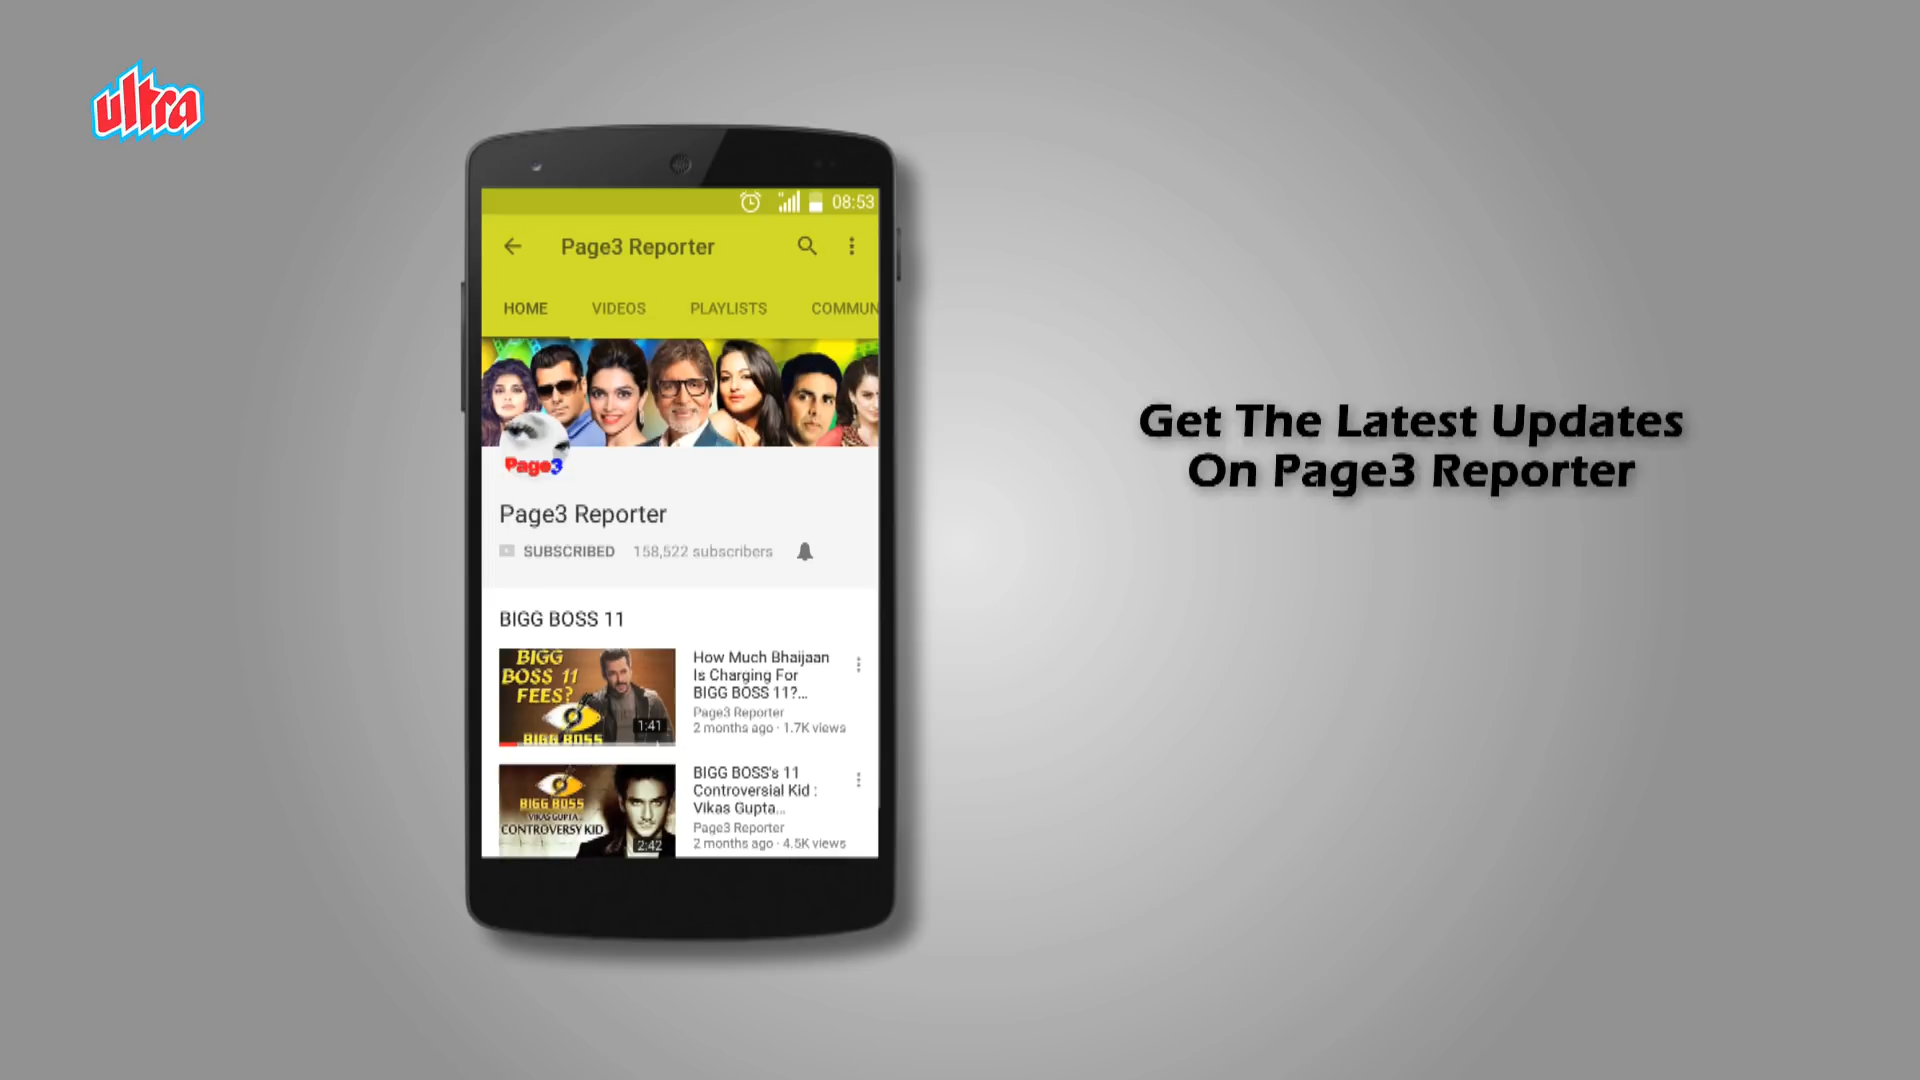 ultra
08:53
Page3 Reporter
HOME VIDEOS PLAYLISTS COMMUN
Page3
Page3 Reporter
SUBSCRIBED 158,522 subscribers
BIGG BOSS 11
BIGG
BOSS 11
FEES?
BIGG BOSS
1:41
How Much Bhaijaan
Is Charging For
BIGG BOSS 11?...
Page3 Reporter
2 months ago · 1.7K views
BIGG BOSS
VIKAS GUPTA...
CONTROVERSY KID
2:42
BIGG BOSS's 11
Controversial Kid :
Vikas Gupta...
Page3 Reporter
2 months ago · 4.5K views
Get The Latest Updates
On Page3 Reporter